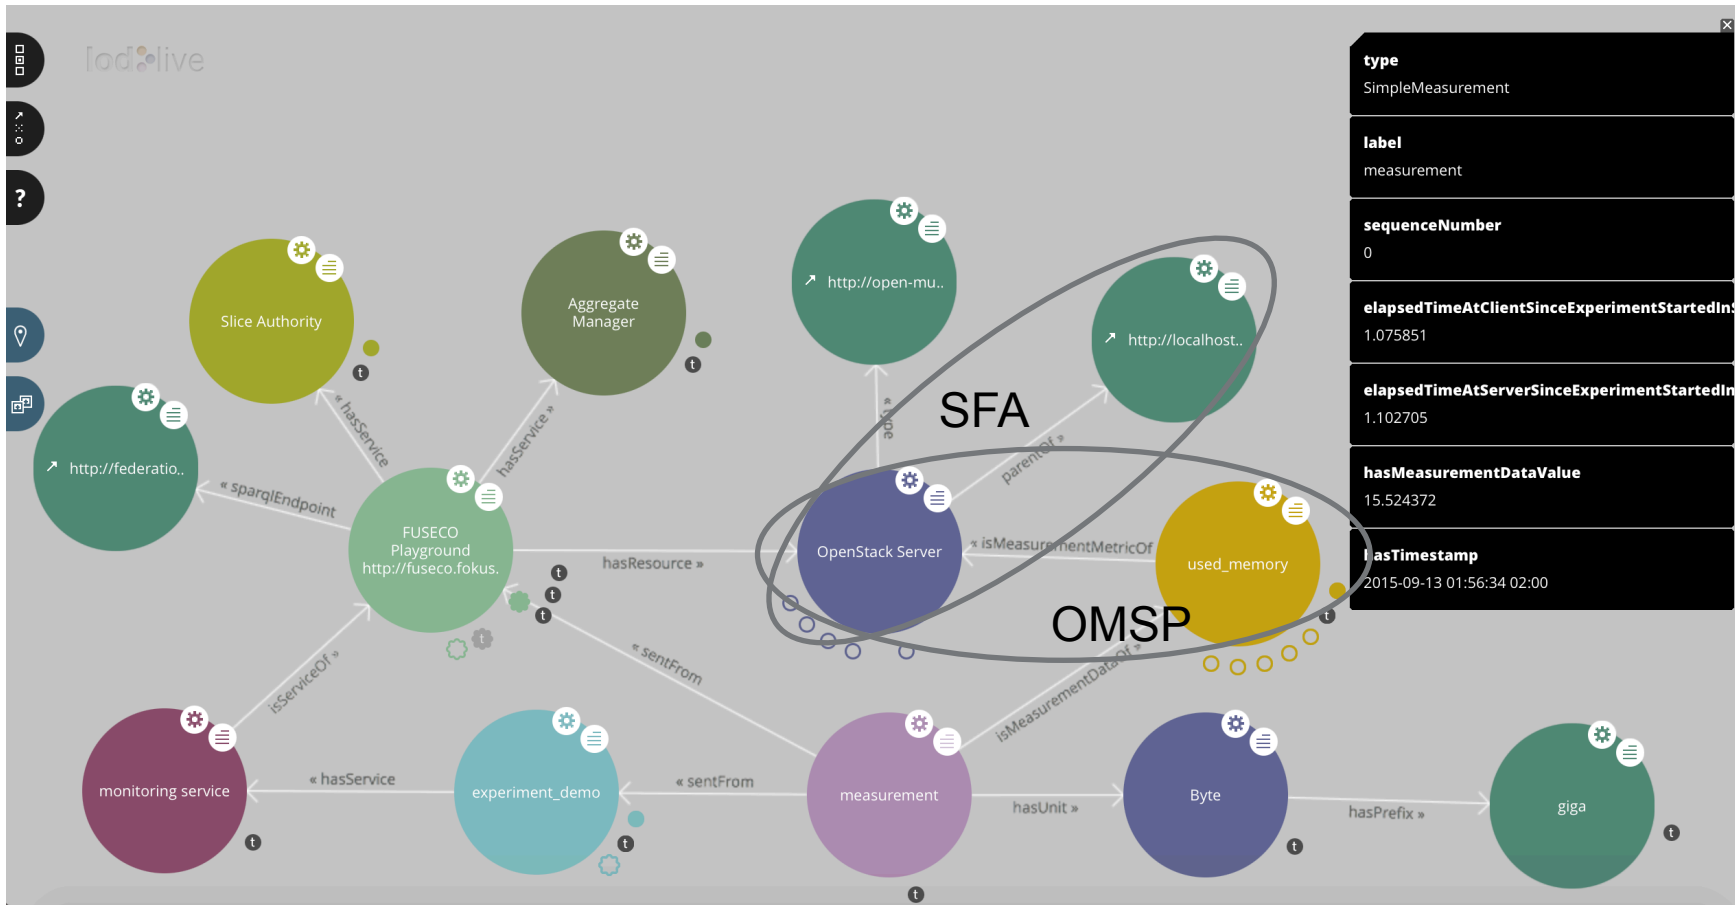 lod live
type
SimpleMeasurement
label
measurement
sequenceNumber
0
elapsedTimeAtClientSinceExperimentStartedInS
1.075851
elapsedTimeAtServerSinceExperimentStartedIn
1.102705
hasMeasurementDataValue
15.524372
hasTimestamp
2015-09-13 01:56:34 02:00
?
Slice Authority
t
Aggregate
Manager
t
http://open-mu..
http://localhost..
http://federatio..
« hasService
hasService »
« type
SFA
parentOf »
« sparqlEndpoint
FUSECO
Playground
http://fuseco.fokus.
t
t
t
t
hasResource »
OpenStack Server
« isMeasurementMetricOf
used_memory
t
OMSP
isServiceOf »
« sentFrom
isMeasurementDataOf »
monitoring service
t
« hasService
experiment_demo
t
« sentFrom
measurement
t
hasUnit »
Byte
t
hasPrefix »
giga
t